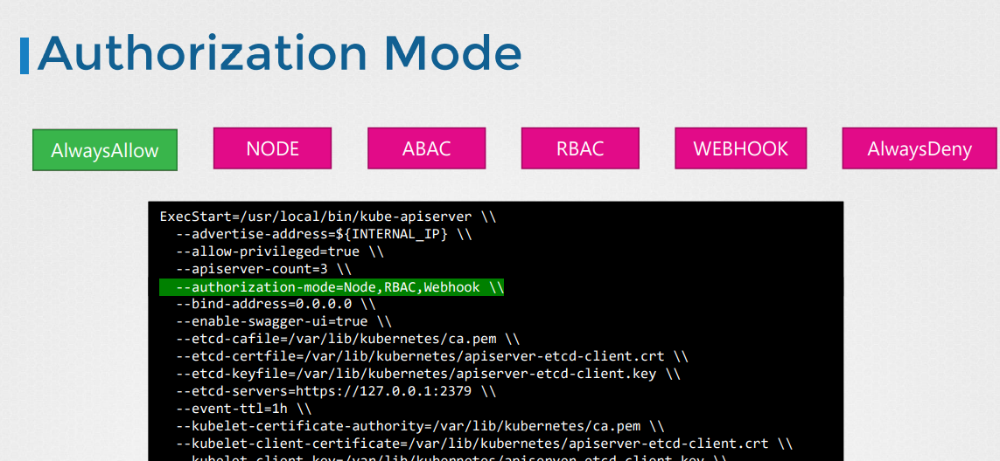 Authorization Mode
AlwaysAllow
NODE
ABAC
RBAC
WEBHOOK
AlwaysDeny
ExecStart=/usr/local/bin/kube-apiserver \\
--advertise-address=${INTERNAL_IP} \\
--allow-privileged=true \\
--apiserver-count=3 \\
--authorization-mode=Node,RBAC,Webhook \\
--bind-address=0.0.0.0 \\
--enable-swagger-ui=true \\
--etcd-cafile=/var/lib/kubernetes/ca.pem \\
--etcd-certfile=/var/lib/kubernetes/apiserver-etcd-client.crt \\
--etcd-keyfile=/var/lib/kubernetes/apiserver-etcd-client.key \\
--etcd-servers=https://127.0.0.1:2379 \\
--event-ttl=1h \\
--kubelet-certificate-authority=/var/lib/kubernetes/ca.pem \\
--kubelet-client-certificate=/var/lib/kubernetes/apiserver-etcd-client.crt \\
--kubelet-client-key=/var/lib/kubernetes/apiserver-etcd-client.key \\